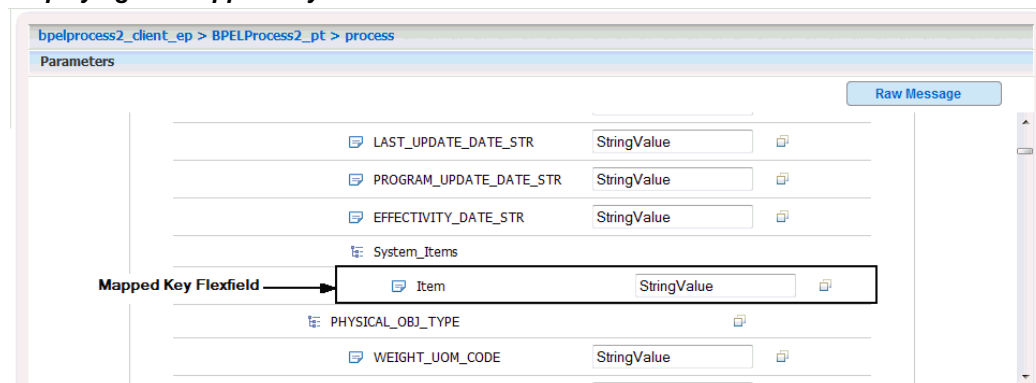 bpelprocess2_client_ep > BPELProcess2_pt > process
Parameters
Raw Message
LAST_UPDATE_DATE_STR StringValue
PROGRAM_UPDATE_DATE_STR StringValue
EFFECTIVITY_DATE_STR StringValue
System_Items
Mapped Key Flexfield Item StringValue
PHYSICAL_OBJ_TYPE
WEIGHT_UOM_CODE StringValue